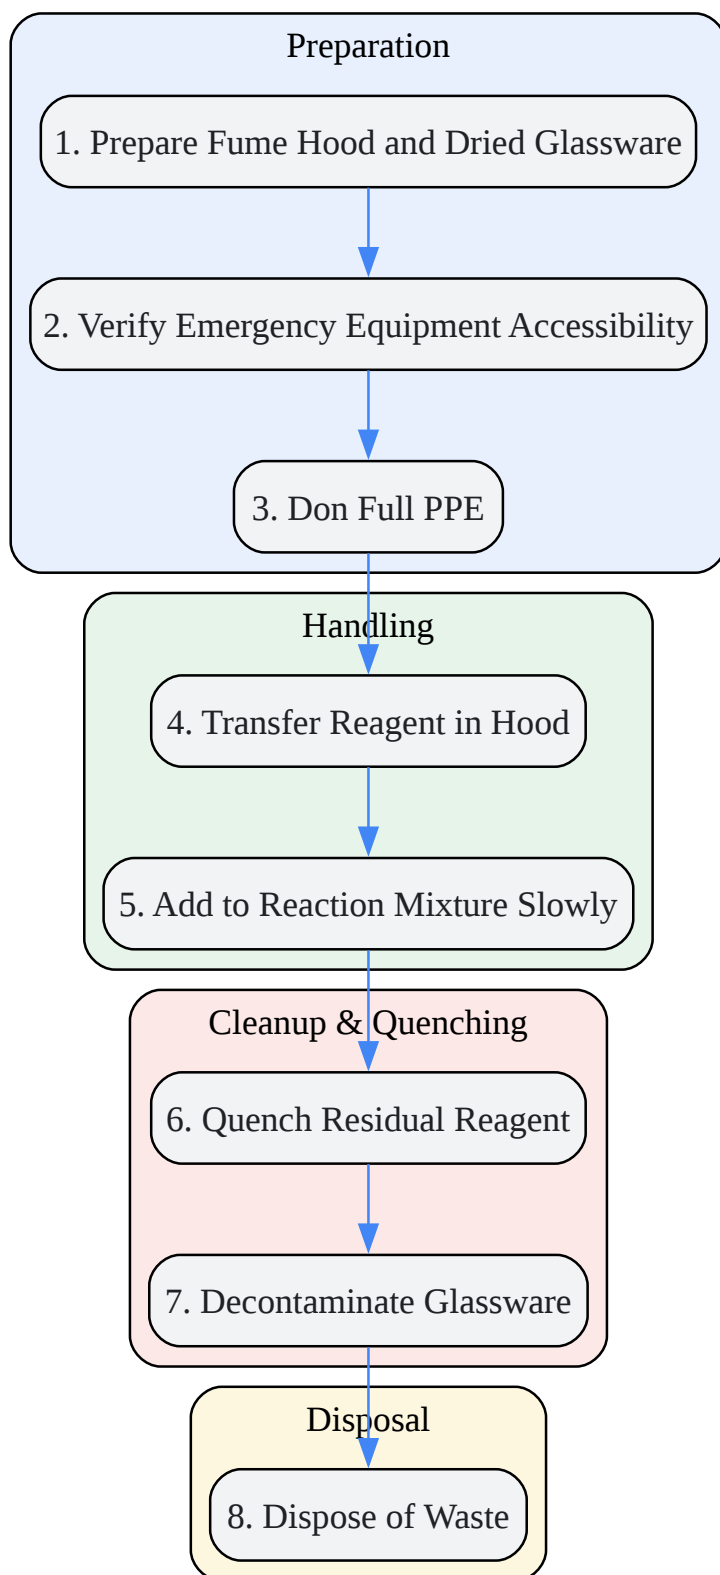 Preparation
1. Prepare Fume Hood and Dried Glassware
2. Verify Emergency Equipment Accessibility
3. Don Full PPE
Handling
4. Transfer Reagent in Hood
5. Add to Reaction Mixture Slowly
Cleanup & Quenching
6. Quench Residual Reagent
7. Decontaminate Glassware
Disposal
8. Dispose of Waste